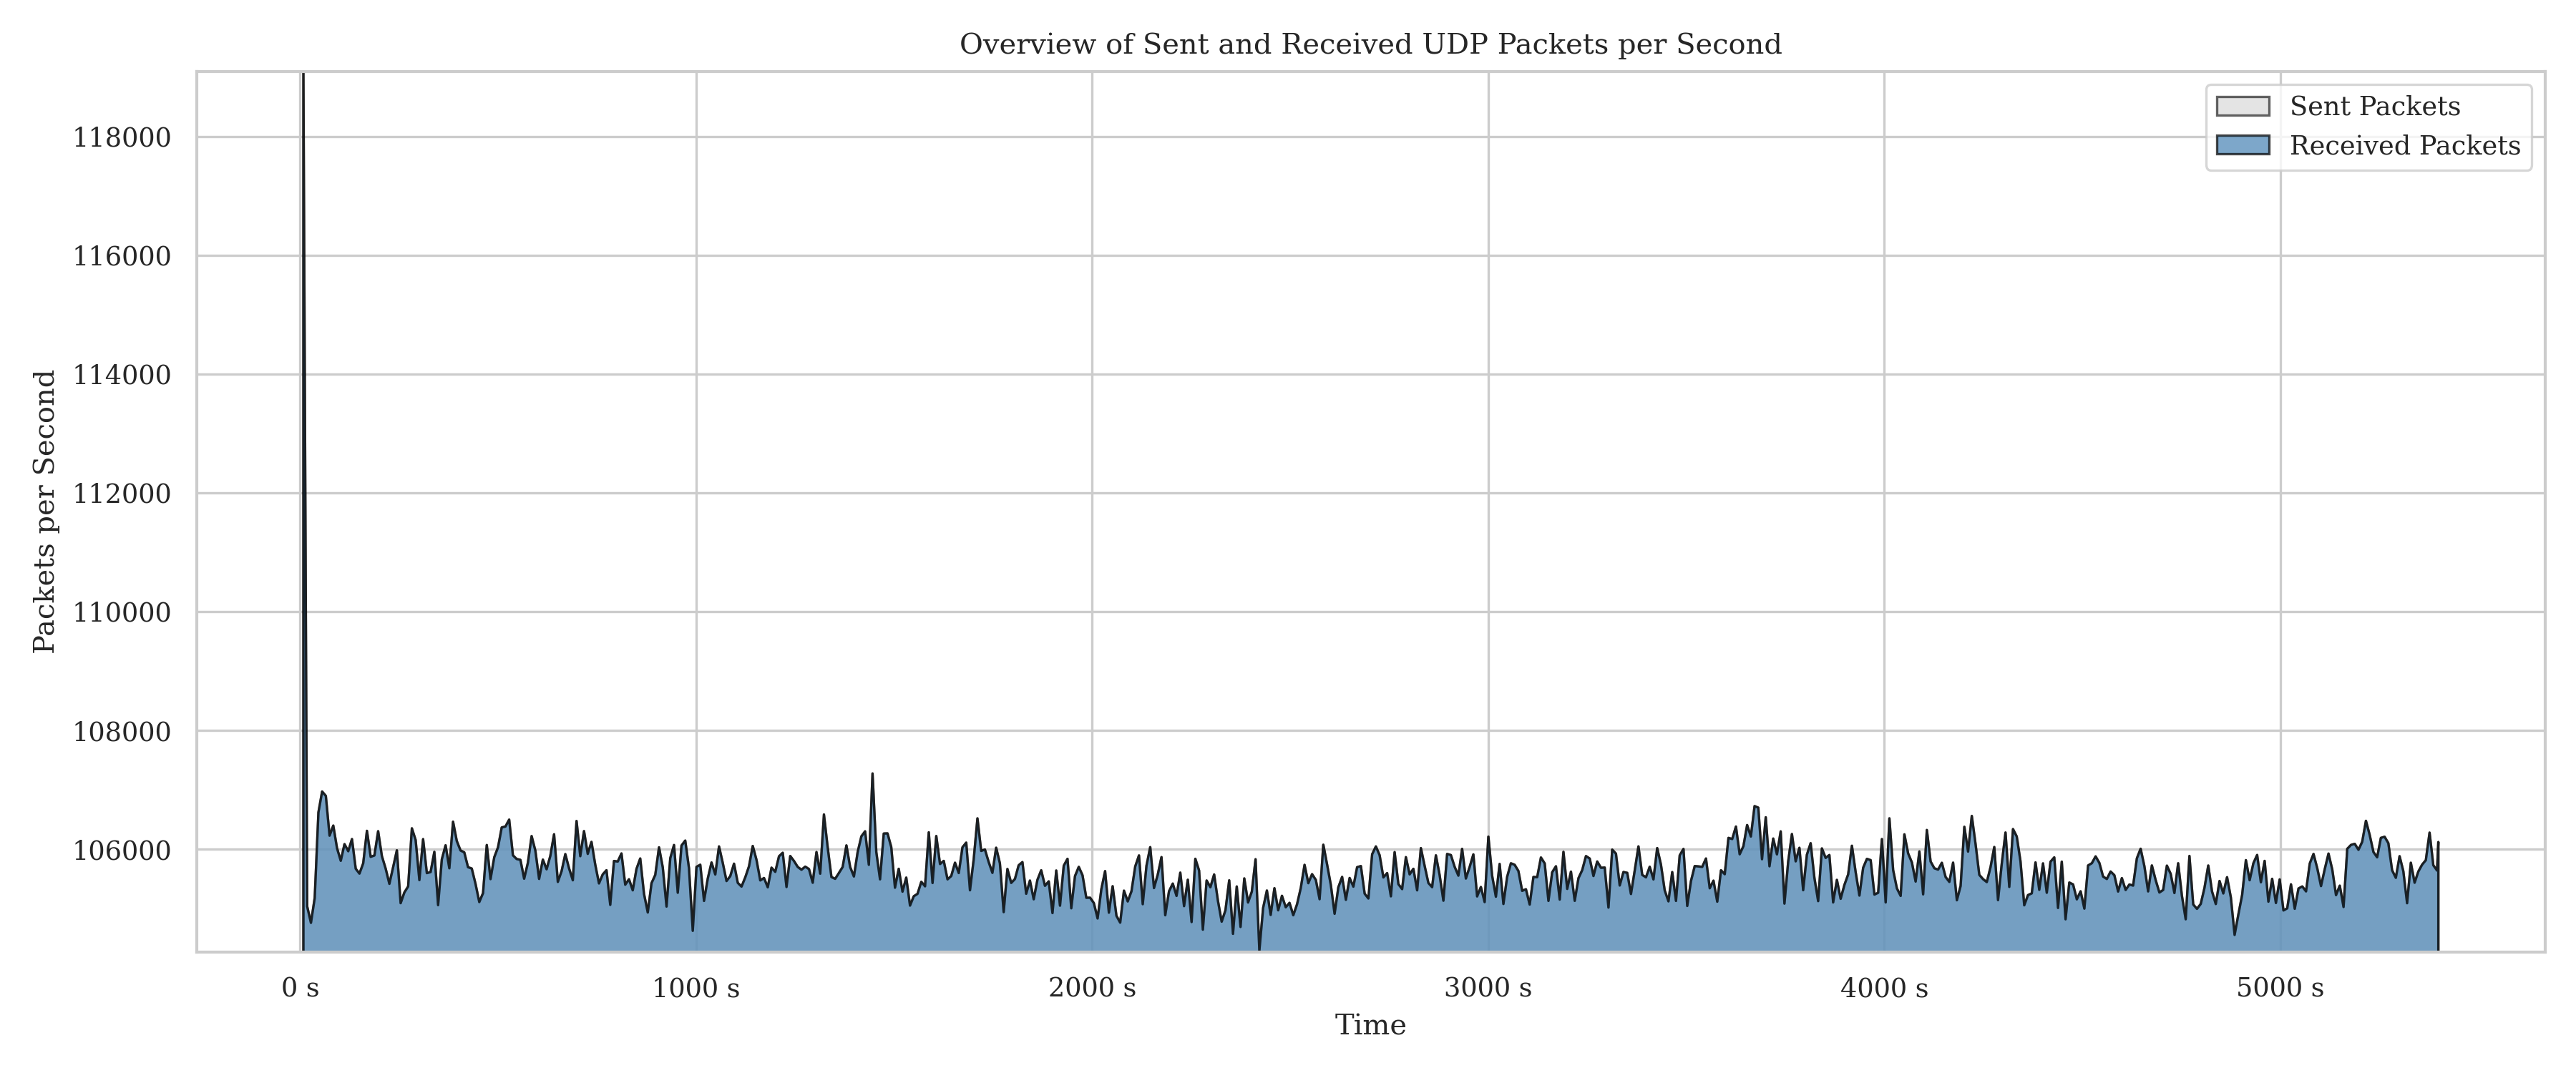 Overview of Sent and Received UDP Packets per Second
Sent Packets
Received Packets
Packets per Second
118000
116000
114000
112000
110000
108000
106000
0 s
1000 s
2000 s
3000 s
4000 s
5000 s
Time